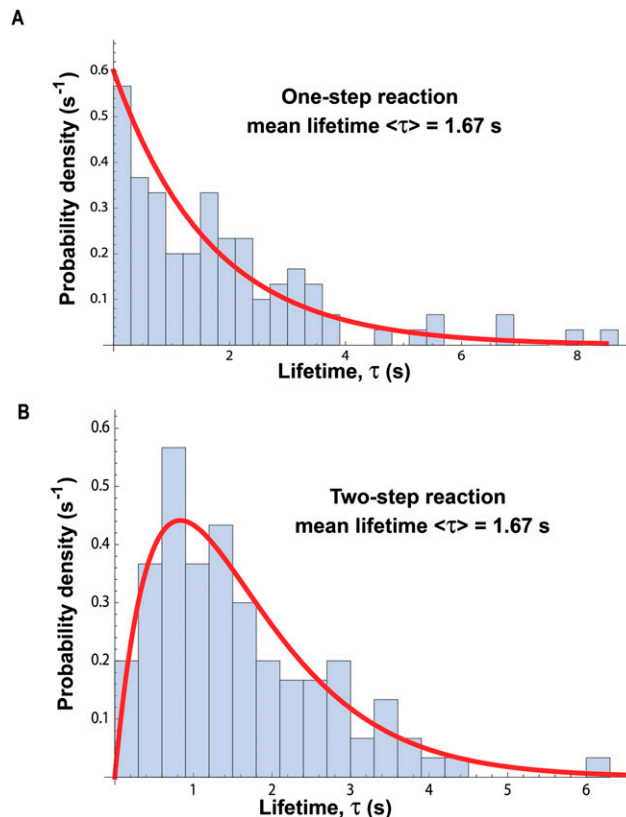 A
Probability density (s⁻¹)
0.6
0.5
0.4
0.3
0.2
0.1
One-step reaction
mean lifetime <τ> = 1.67 s
2
4
6
8
Lifetime, τ (s)
B
Probability density (s⁻¹)
0.6
0.5
0.4
0.3
0.2
0.1
Two-step reaction
mean lifetime <τ> = 1.67 s
1
2
3
4
5
6
Lifetime, τ (s)